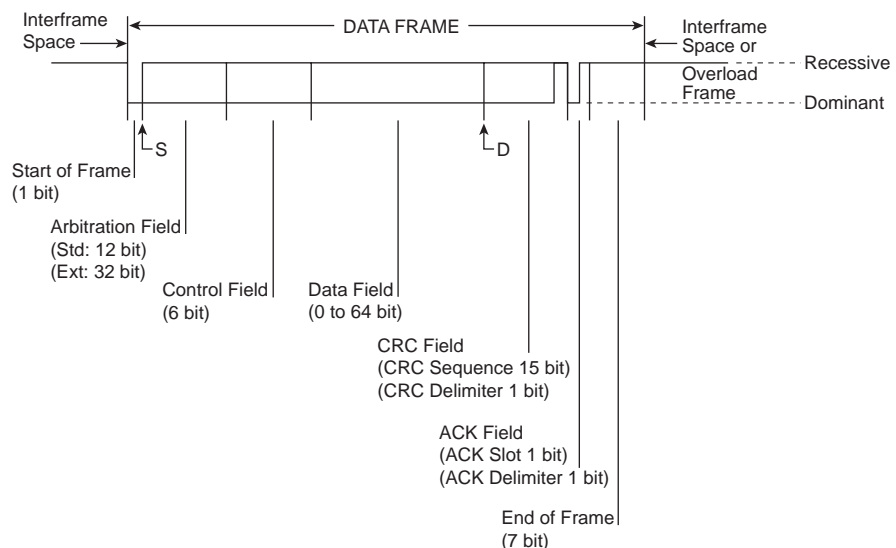 Interframe
Space
DATA FRAME
Interframe
Space or
Overload
Frame
Recessive
Dominant
S
D
Start of Frame
(1 bit)
Arbitration Field
(Std: 12 bit)
(Ext: 32 bit)
Control Field
(6 bit)
Data Field
(0 to 64 bit)
CRC Field
(CRC Sequence 15 bit)
(CRC Delimiter 1 bit)
ACK Field
(ACK Slot 1 bit)
(ACK Delimiter 1 bit)
End of Frame
(7 bit)